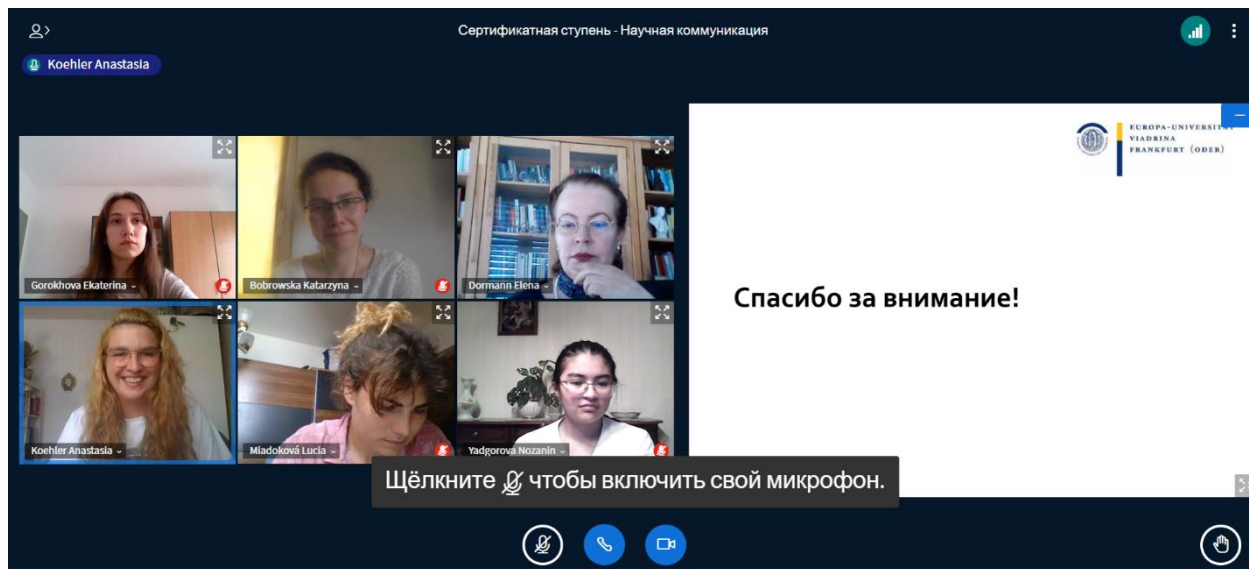 Сертификатная ступень - Научная коммуникация
Koehler Anastasia
EUROPA-UNIVERSITÄT
VIADRINA
FRANKFURT (ODER)
Gorokhova Ekaterina
Bobrowska Katarzyna
Dormann Elena
Спасибо за внимание!
Koehler Anastasia
Miadoková Lucia
Yadgorova Nozanin
Щёлкните чтобы включить свой микрофон.